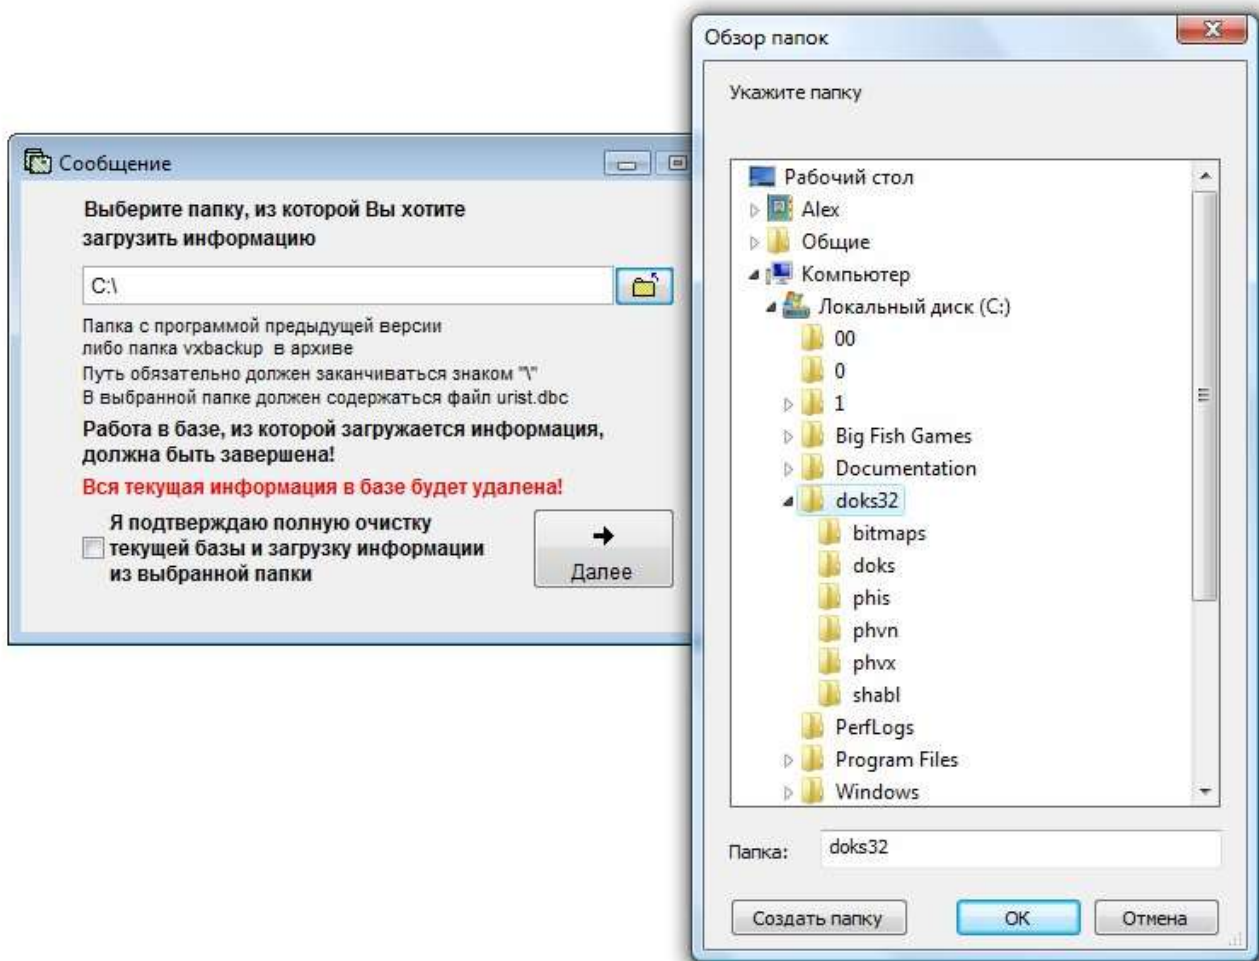 Сообщение
Выберите папку, из которой Вы хотите
загрузить информацию
C:\
Папка с программой предыдущей версии
либо папка vxbackup в архиве
Путь обязательно должен заканчиваться знаком "\"
В выбранной папке должен содержаться файл urist.dbc
Работа в базе, из которой загружается информация,
должна быть завершена!
Вся текущая информация в базе будет удалена!
Я подтверждаю полную очистку
текущей базы и загрузку информации
из выбранной папки
Далее
Обзор папок
Укажите папку
Рабочий стол
Alex
Общие
Компьютер
Локальный диск (C:)
00
0
1
Big Fish Games
Documentation
doks32
bitmaps
doks
phis
phvn
phvx
shabl
PerfLogs
Program Files
Windows
Папка: doks32
Создать папку OK Отмена